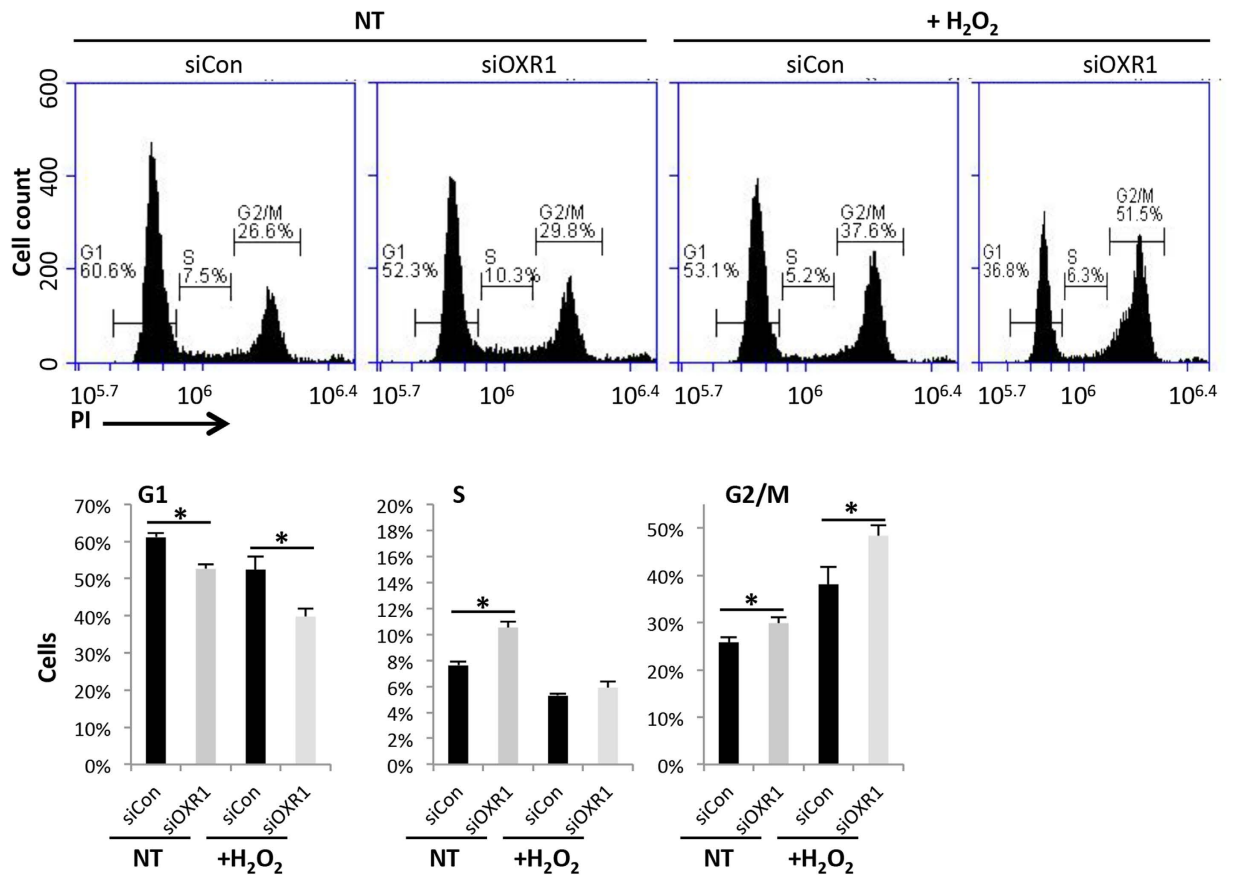 NT
+ H₂O₂
siCon
siOXR1
siCon
siOXR1
Cell count
600
400
200
0
G1
60.6%
S
7.5%
G2/M
26.6%
G1
52.3%
S
10.3%
G2/M
29.8%
G1
53.1%
S
5.2%
G2/M
37.6%
G1
36.8%
S
6.3%
G2/M
51.5%
10^5.7 10^6 10^6.4
10^5.7 10^6 10^6.4
10^5.7 10^6 10^6.4
10^5.7 10^6 10^6.4
PI
Cells
G1
70%
60%
50%
40%
30%
20%
10%
0%
*
*
siCon
siOXR1
siCon
siOXR1
NT
+H₂O₂
S
20%
18%
16%
14%
12%
10%
8%
6%
4%
2%
0%
*
siCon
siOXR1
siCon
siOXR1
NT
+H₂O₂
G2/M
50%
40%
30%
20%
10%
0%
*
*
siCon
siOXR1
siCon
siOXR1
NT
+H₂O₂